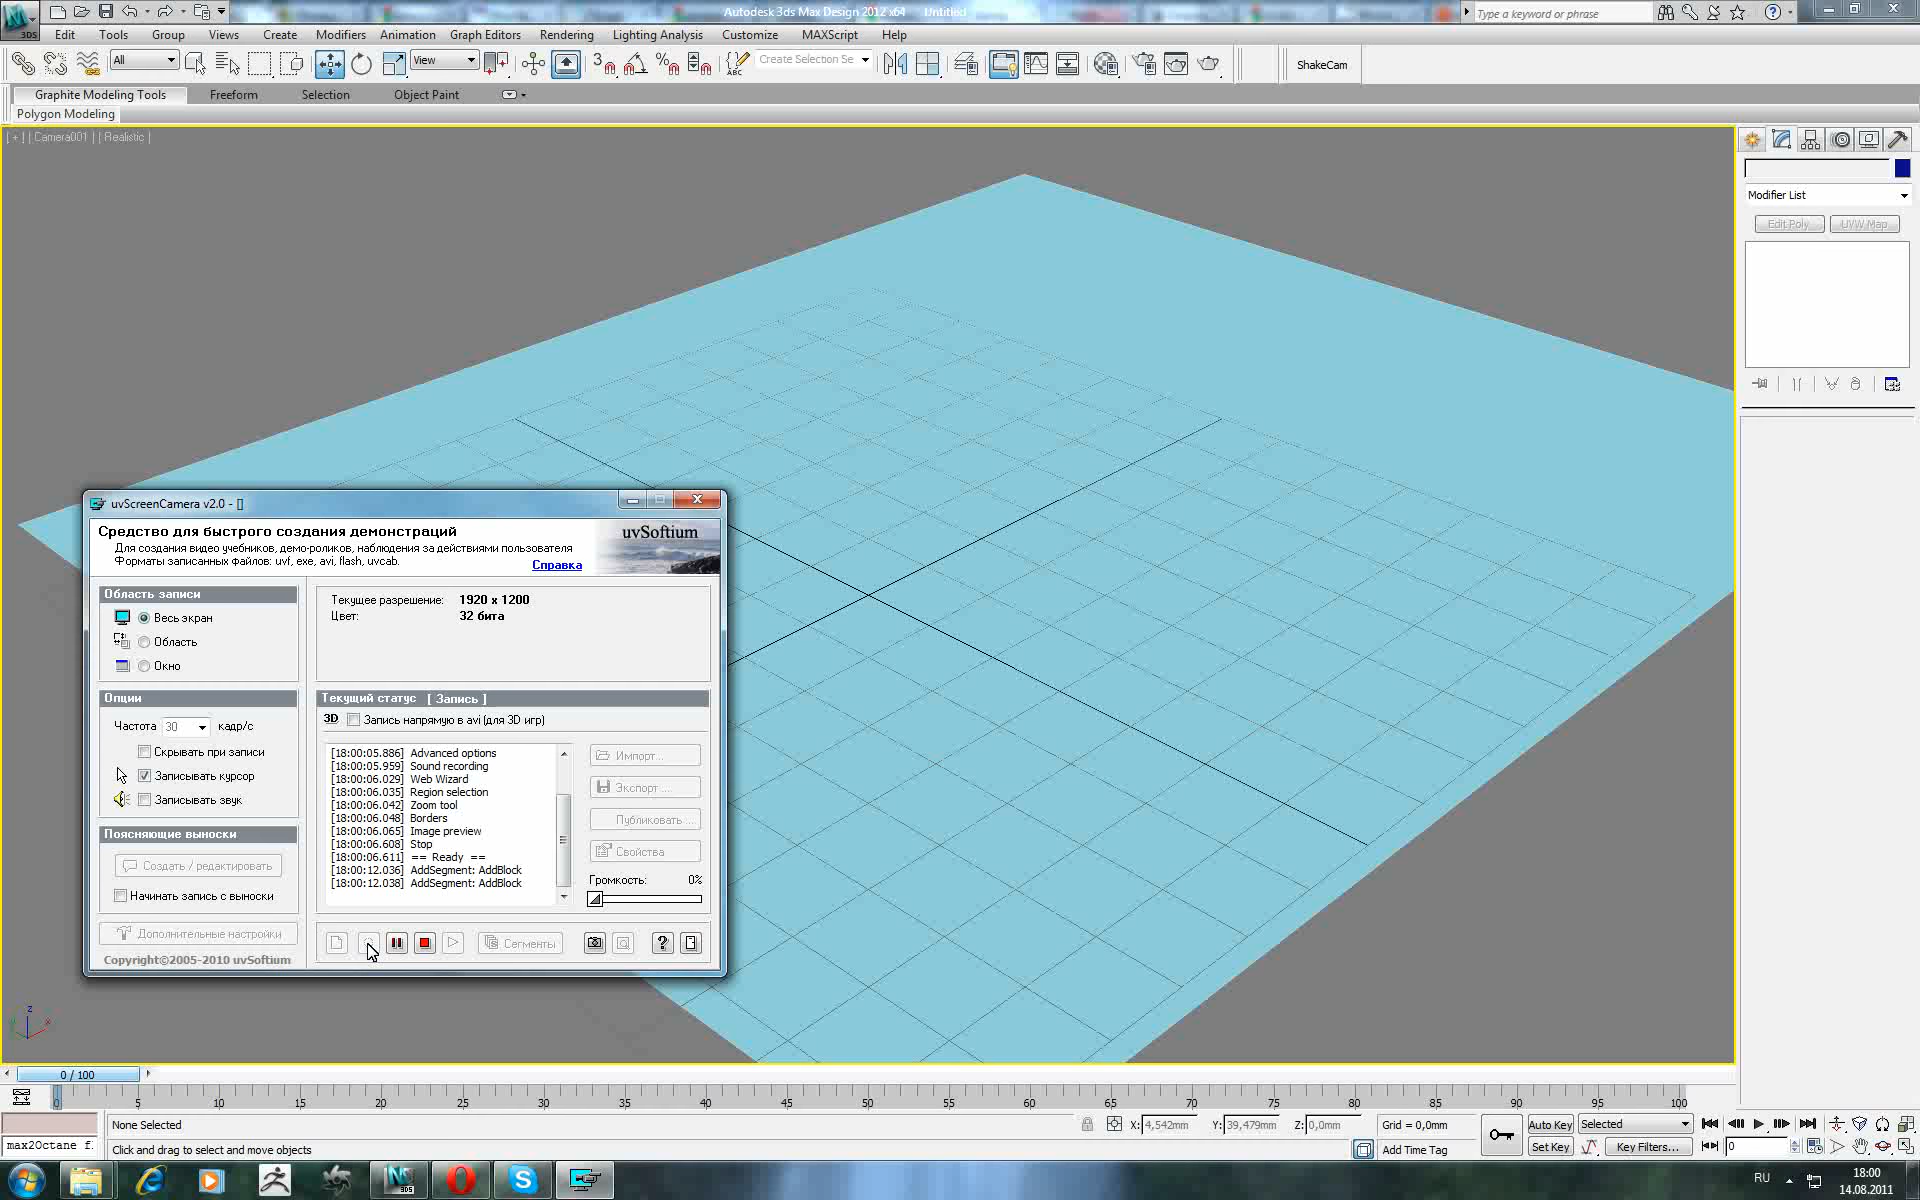 Autodesk 3ds Max Design 2012 x64 Untitled
Type a keyword or phrase
3DS
Edit Tools Group Views Create Modifiers Animation Graph Editors Rendering Lighting Analysis Customize MAXScript Help
All
View
3
%
ABC
Create Selection Se
ShakeCam
Graphite Modeling Tools Freeform Selection Object Paint
Polygon Modeling
[ + ] [ Camera001 ] [ Realistic ]
Modifier List
Edit Poly UVW Map
uvScreenCamera v2.0 - []
Средство для быстрого создания демонстраций
Для создания видео учебников, демо-роликов, наблюдения за действиями пользователя
Форматы записанных файлов: uvf, exe, avi, flash, uvcab.
Справка
uvSoftium
Область записи
Весь экран
Область
Окно
Текущее разрешение: 1920 x 1200
Цвет: 32 бита
Опции
Частота 30 кадр/с
Скрывать при записи
Записывать курсор
Записывать звук
Поясняющие выноски
Создать / редактировать
Начинать запись с выноски
Дополнительные настройки
Copyright©2005-2010 uvSoftium
Текущий статус [ Запись ]
3D Запись напрямую в avi (для 3D игр)
[18:00:05.886] Advanced options
[18:00:05.959] Sound recording
[18:00:06.029] Web Wizard
[18:00:06.035] Region selection
[18:00:06.042] Zoom tool
[18:00:06.048] Borders
[18:00:06.065] Image preview
[18:00:06.608] Stop
[18:00:06.611] == Ready ==
[18:00:12.036] AddSegment: AddBlock
[18:00:12.038] AddSegment: AddBlock
Импорт...
Экспорт ...
Публиковать ...
Свойства
Громкость: 0%
Сегменты
?
z
x
0 / 100
0 5 10 15 20 25 30 35 40 45 50 55 60 65 70 75 80 85 90 95 100
None Selected
X: 4,542mm Y: 39,479mm Z: 0,0mm
Grid = 0,0mm
Auto Key Selected
max2Octane f
Click and drag to select and move objects
Add Time Tag
Set Key Key Filters...
0
3DS
RU
18:00
14.08.2011